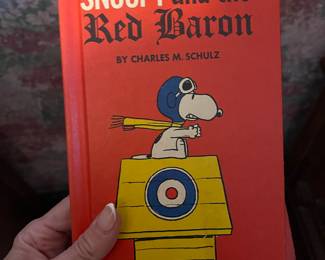 SNOOPY and the
Red Baron
BY CHARLES M. SCHULZ